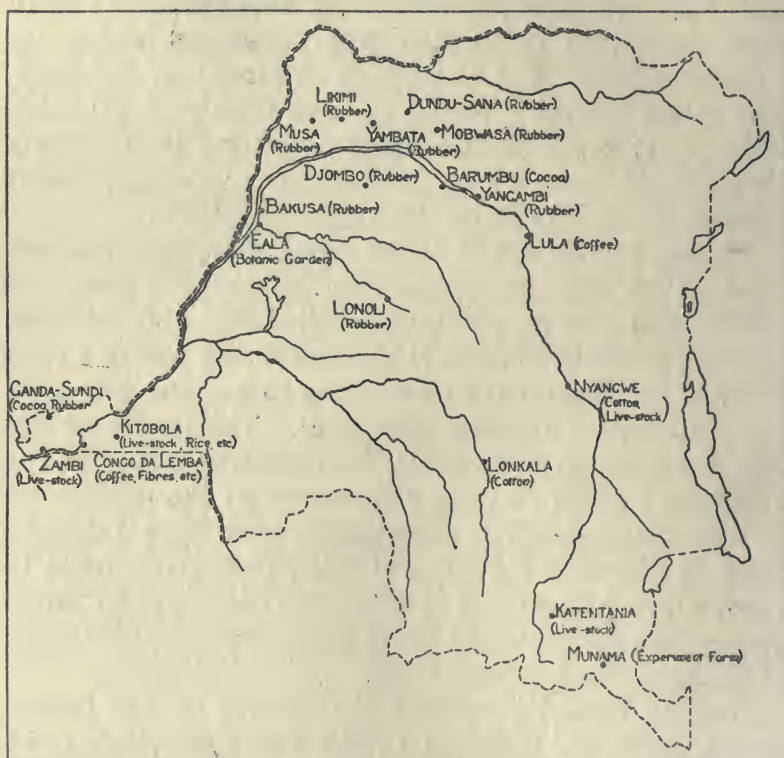 LIKIMI
(Rubber)
DUNDU-SANA (Rubber)
MUSA
(Rubber)
YAMBATA
(Rubber)
MOBWASA (Rubber)
DJOMBO (Rubber)
BARUMBU (Cocoa)
YANGAMBI
(Rubber)
BAKUSA (Rubber)
EALA
(Botanic Garden)
LULA (Coffee)
LONOLI
(Rubber)
NYANGWE
(Cotton,
Live-stock)
GANDA-SUNDI
(Cocoa, Rubber)
KITOBOLA
(Live-stock, Rice, etc)
ZAMBI
(Live-stock)
CONGO DA LEMBA
(Coffee, Fibres, etc)
LONKALA
(Cotton)
KATENTANIA
(Live-stock)
MUNAMA (Experiment Farm)